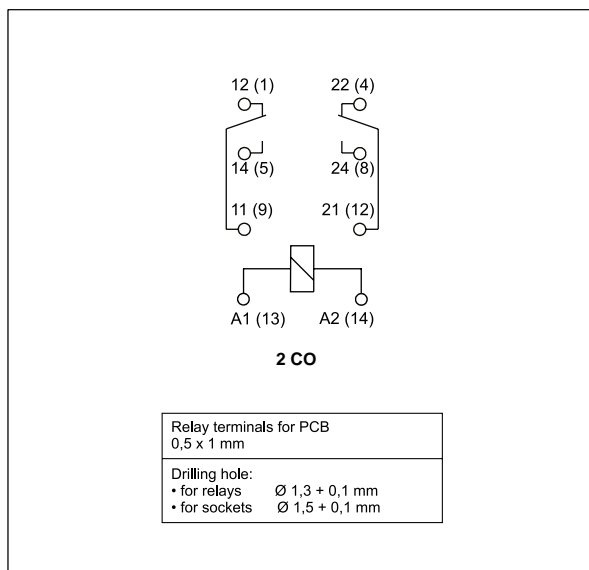 12 (1) 22 (4)
14 (5) 24 (8)
11 (9) 21 (12)
A1 (13) A2 (14)
2 CO
Relay terminals for PCB
0,5 x 1 mm
Drilling hole:
• for relays Ø 1,3 + 0,1 mm
• for sockets Ø 1,5 + 0,1 mm